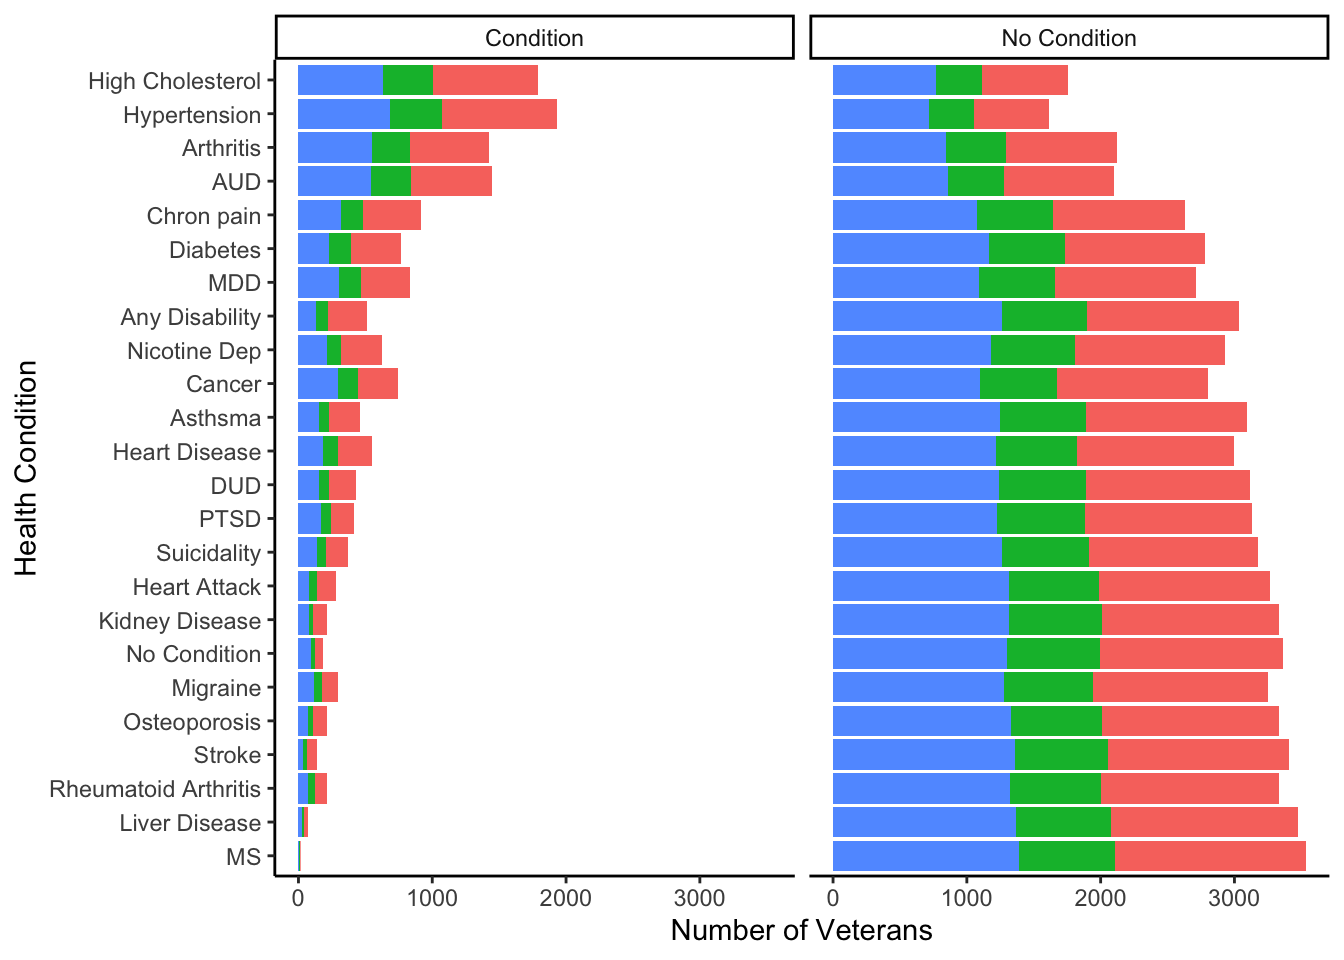 Condition
No Condition
High Cholesterol
Hypertension
Arthritis
AUD
Chron pain
Diabetes
MDD
Any Disability
Nicotine Dep
Cancer
Asthsma
Heart Disease
DUD
PTSD
Suicidality
Heart Attack
Kidney Disease
No Condition
Migraine
Osteoporosis
Stroke
Rheumatoid Arthritis
Liver Disease
MS
Health Condition
0 1000 2000 3000
0 1000 2000 3000
Number of Veterans